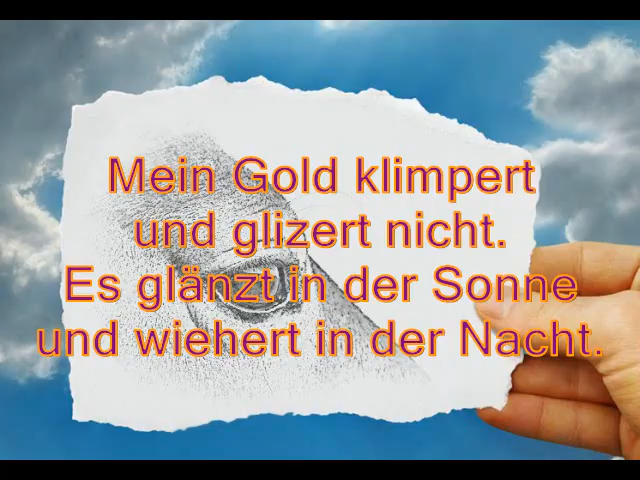 Mein Gold klimpert
und glizert nicht.
Es glänzt in der Sonne
und wiehert in der Nacht.